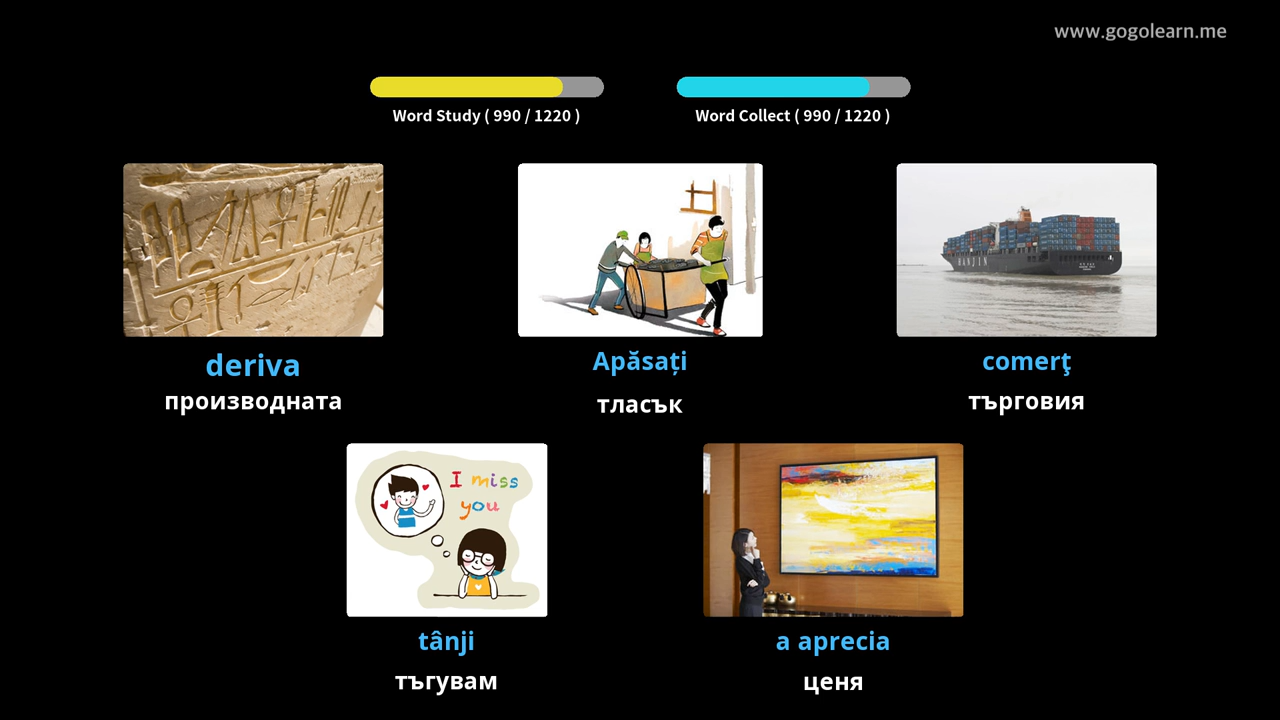 www.gogolearn.me
Word Study ( 990 / 1220 )
Word Collect ( 990 / 1220 )
deriva
производната
Apăsați
тласък
comerţ
търговия
I miss
you
tânji
тъгувам
a aprecia
ценя